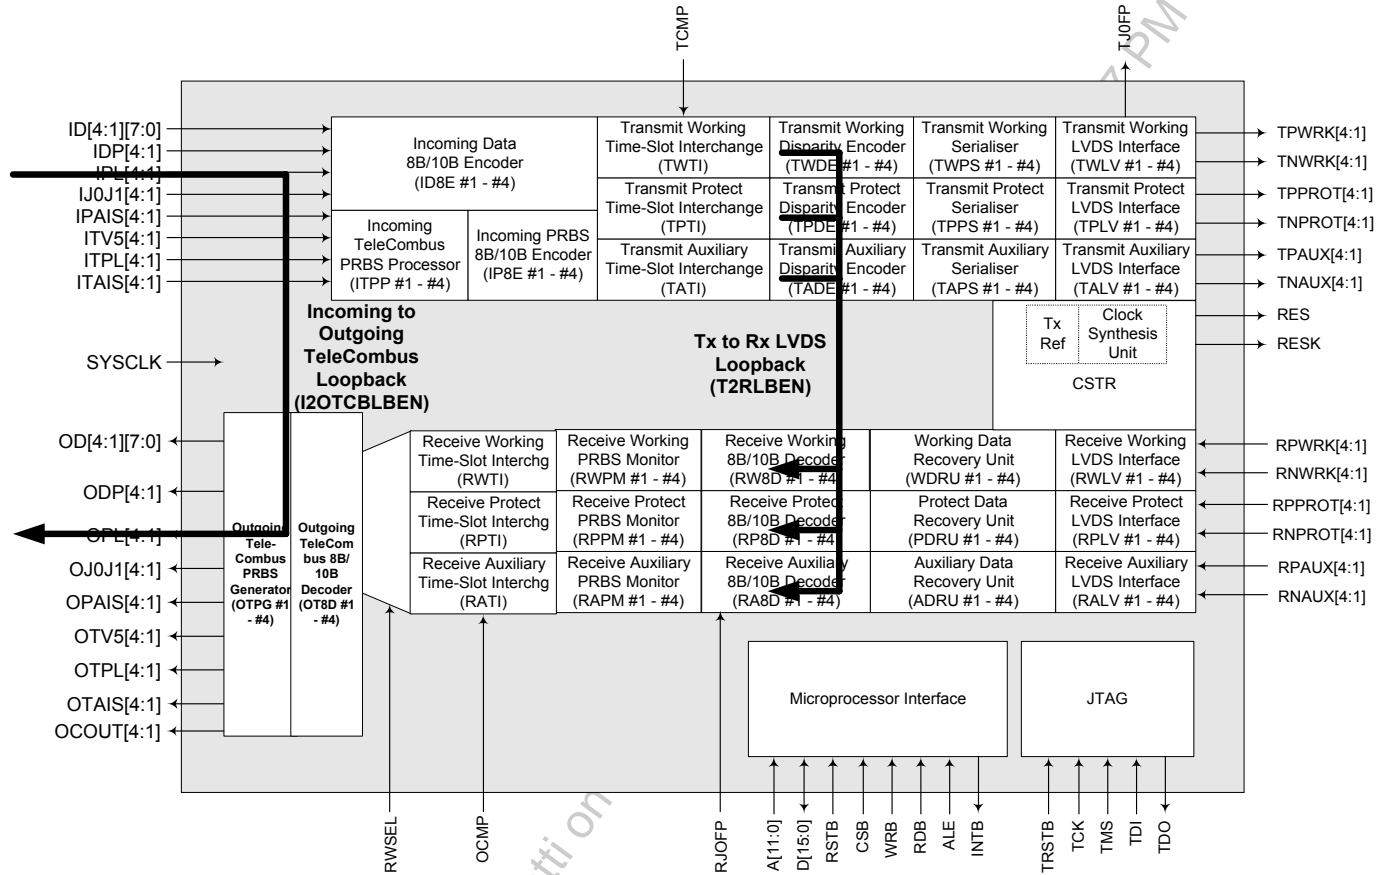 TCMP
TJ0FP
7 PM
ID[4:1][7:0]
IDP[4:1]
IPL[4:1]
IJ0J1[4:1]
IPAIS[4:1]
ITV5[4:1]
ITPL[4:1]
ITAIS[4:1]
SYSCLK
Incoming Data
8B/10B Encoder
(ID8E #1 - #4)
Incoming
TeleCombus
PRBS Processor
(ITPP #1 - #4)
Incoming PRBS
8B/10B Encoder
(IP8E #1 - #4)
Transmit Working
Time-Slot Interchange
(TWTI)
Transmit Working
Disparity Encoder
(TWDE #1 - #4)
Transmit Working
Serialiser
(TWPS #1 - #4)
Transmit Working
LVDS Interface
(TWLV #1 - #4)
Transmit Protect
Time-Slot Interchange
(TPTI)
Transmit Protect
Disparity Encoder
(TPDE #1 - #4)
Transmit Protect
Serialiser
(TPPS #1 - #4)
Transmit Protect
LVDS Interface
(TPLV #1 - #4)
Transmit Auxiliary
Time-Slot Interchange
(TATI)
Transmit Auxiliary
Disparity Encoder
(TADE #1 - #4)
Transmit Auxiliary
Serialiser
(TAPS #1 - #4)
Transmit Auxiliary
LVDS Interface
(TALV #1 - #4)
TPWRK[4:1]
TNWRK[4:1]
TPPROT[4:1]
TNPROT[4:1]
TPAUX[4:1]
TNAUX[4:1]
RES
RESK
Incoming to
Outgoing
TeleCombus
Loopback
(I2OTCBLBEN)
Tx to Rx LVDS
Loopback
(T2RLBEN)
Tx
Ref
Clock
Synthesis
Unit
CSTR
OD[4:1][7:0]
ODP[4:1]
OPL[4:1]
OJ0J1[4:1]
OPAIS[4:1]
OTV5[4:1]
OTPL[4:1]
OTAIS[4:1]
OCOUT[4:1]
Outgoing
Tele-
Combus
PRBS
Generator
(OTPG #1
- #4)
Outgoing
TeleCom
bus 8B/
10B
Decoder
(OT8D #1
- #4)
Receive Working
Time-Slot Interchg
(RWTI)
Receive Working
PRBS Monitor
(RWPM #1 - #4)
Receive Working
8B/10B Decoder
(RW8D #1 - #4)
Working Data
Recovery Unit
(WDRU #1 - #4)
Receive Working
LVDS Interface
(RWLV #1 - #4)
Receive Protect
Time-Slot Interchg
(RPTI)
Receive Protect
PRBS Monitor
(RPPM #1 - #4)
Receive Protect
8B/10B Decoder
(RP8D #1 - #4)
Protect Data
Recovery Unit
(PDRU #1 - #4)
Receive Protect
LVDS Interface
(RPLV #1 - #4)
Receive Auxiliary
Time-Slot Interchg
(RATI)
Receive Auxiliary
PRBS Monitor
(RAPM #1 - #4)
Receive Auxiliary
8B/10B Decoder
(RA8D #1 - #4)
Auxiliary Data
Recovery Unit
(ADRU #1 - #4)
Receive Auxiliary
LVDS Interface
(RALV #1 - #4)
RPWRK[4:1]
RNWRK[4:1]
RPPROT[4:1]
RNPROT[4:1]
RPAUX[4:1]
RNAUX[4:1]
Microprocessor Interface
JTAG
RWSEL
OCMP
RJOFP
A[11:0]
D[15:0]
RSTB
CSB
WRB
RDB
ALE
INTB
TRSTB
TCK
TMS
TDI
TDO
tti on